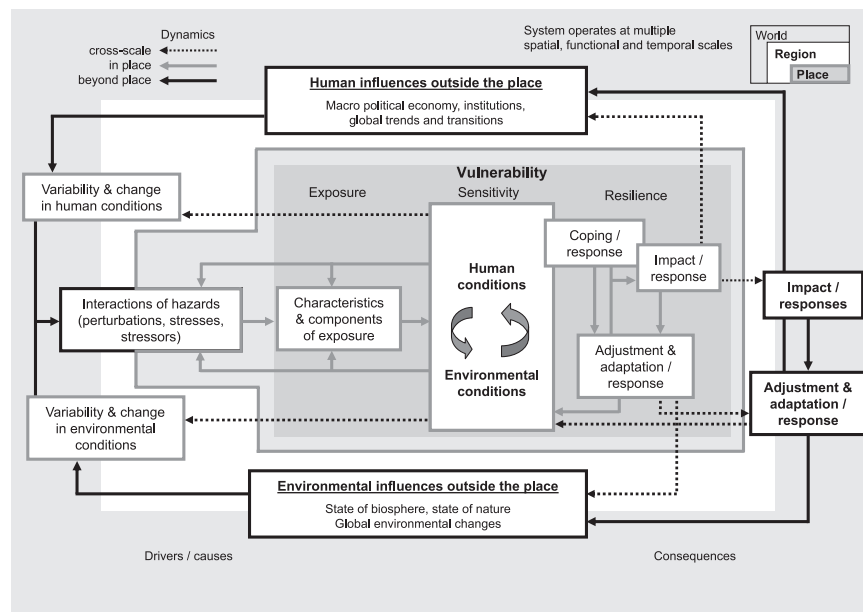 Dynamics
cross-scale
in place
beyond place
System operates at multiple
spatial, functional and temporal scales
World
Region
Place
Human influences outside the place
Macro political economy, institutions,
global trends and transitions
Variability & change
in human conditions
Vulnerability
Exposure
Sensitivity
Resilience
Coping /
response
Impact /
response
Human
conditions
Environmental
conditions
Interactions of hazards
(perturbations, stresses,
stressors)
Characteristics
& components
of exposure
Adjustment &
adaptation /
response
Impact /
responses
Adjustment &
adaptation /
response
Variability & change
in environmental
conditions
Environmental influences outside the place
State of biosphere, state of nature
Global environmental changes
Drivers / causes
Consequences